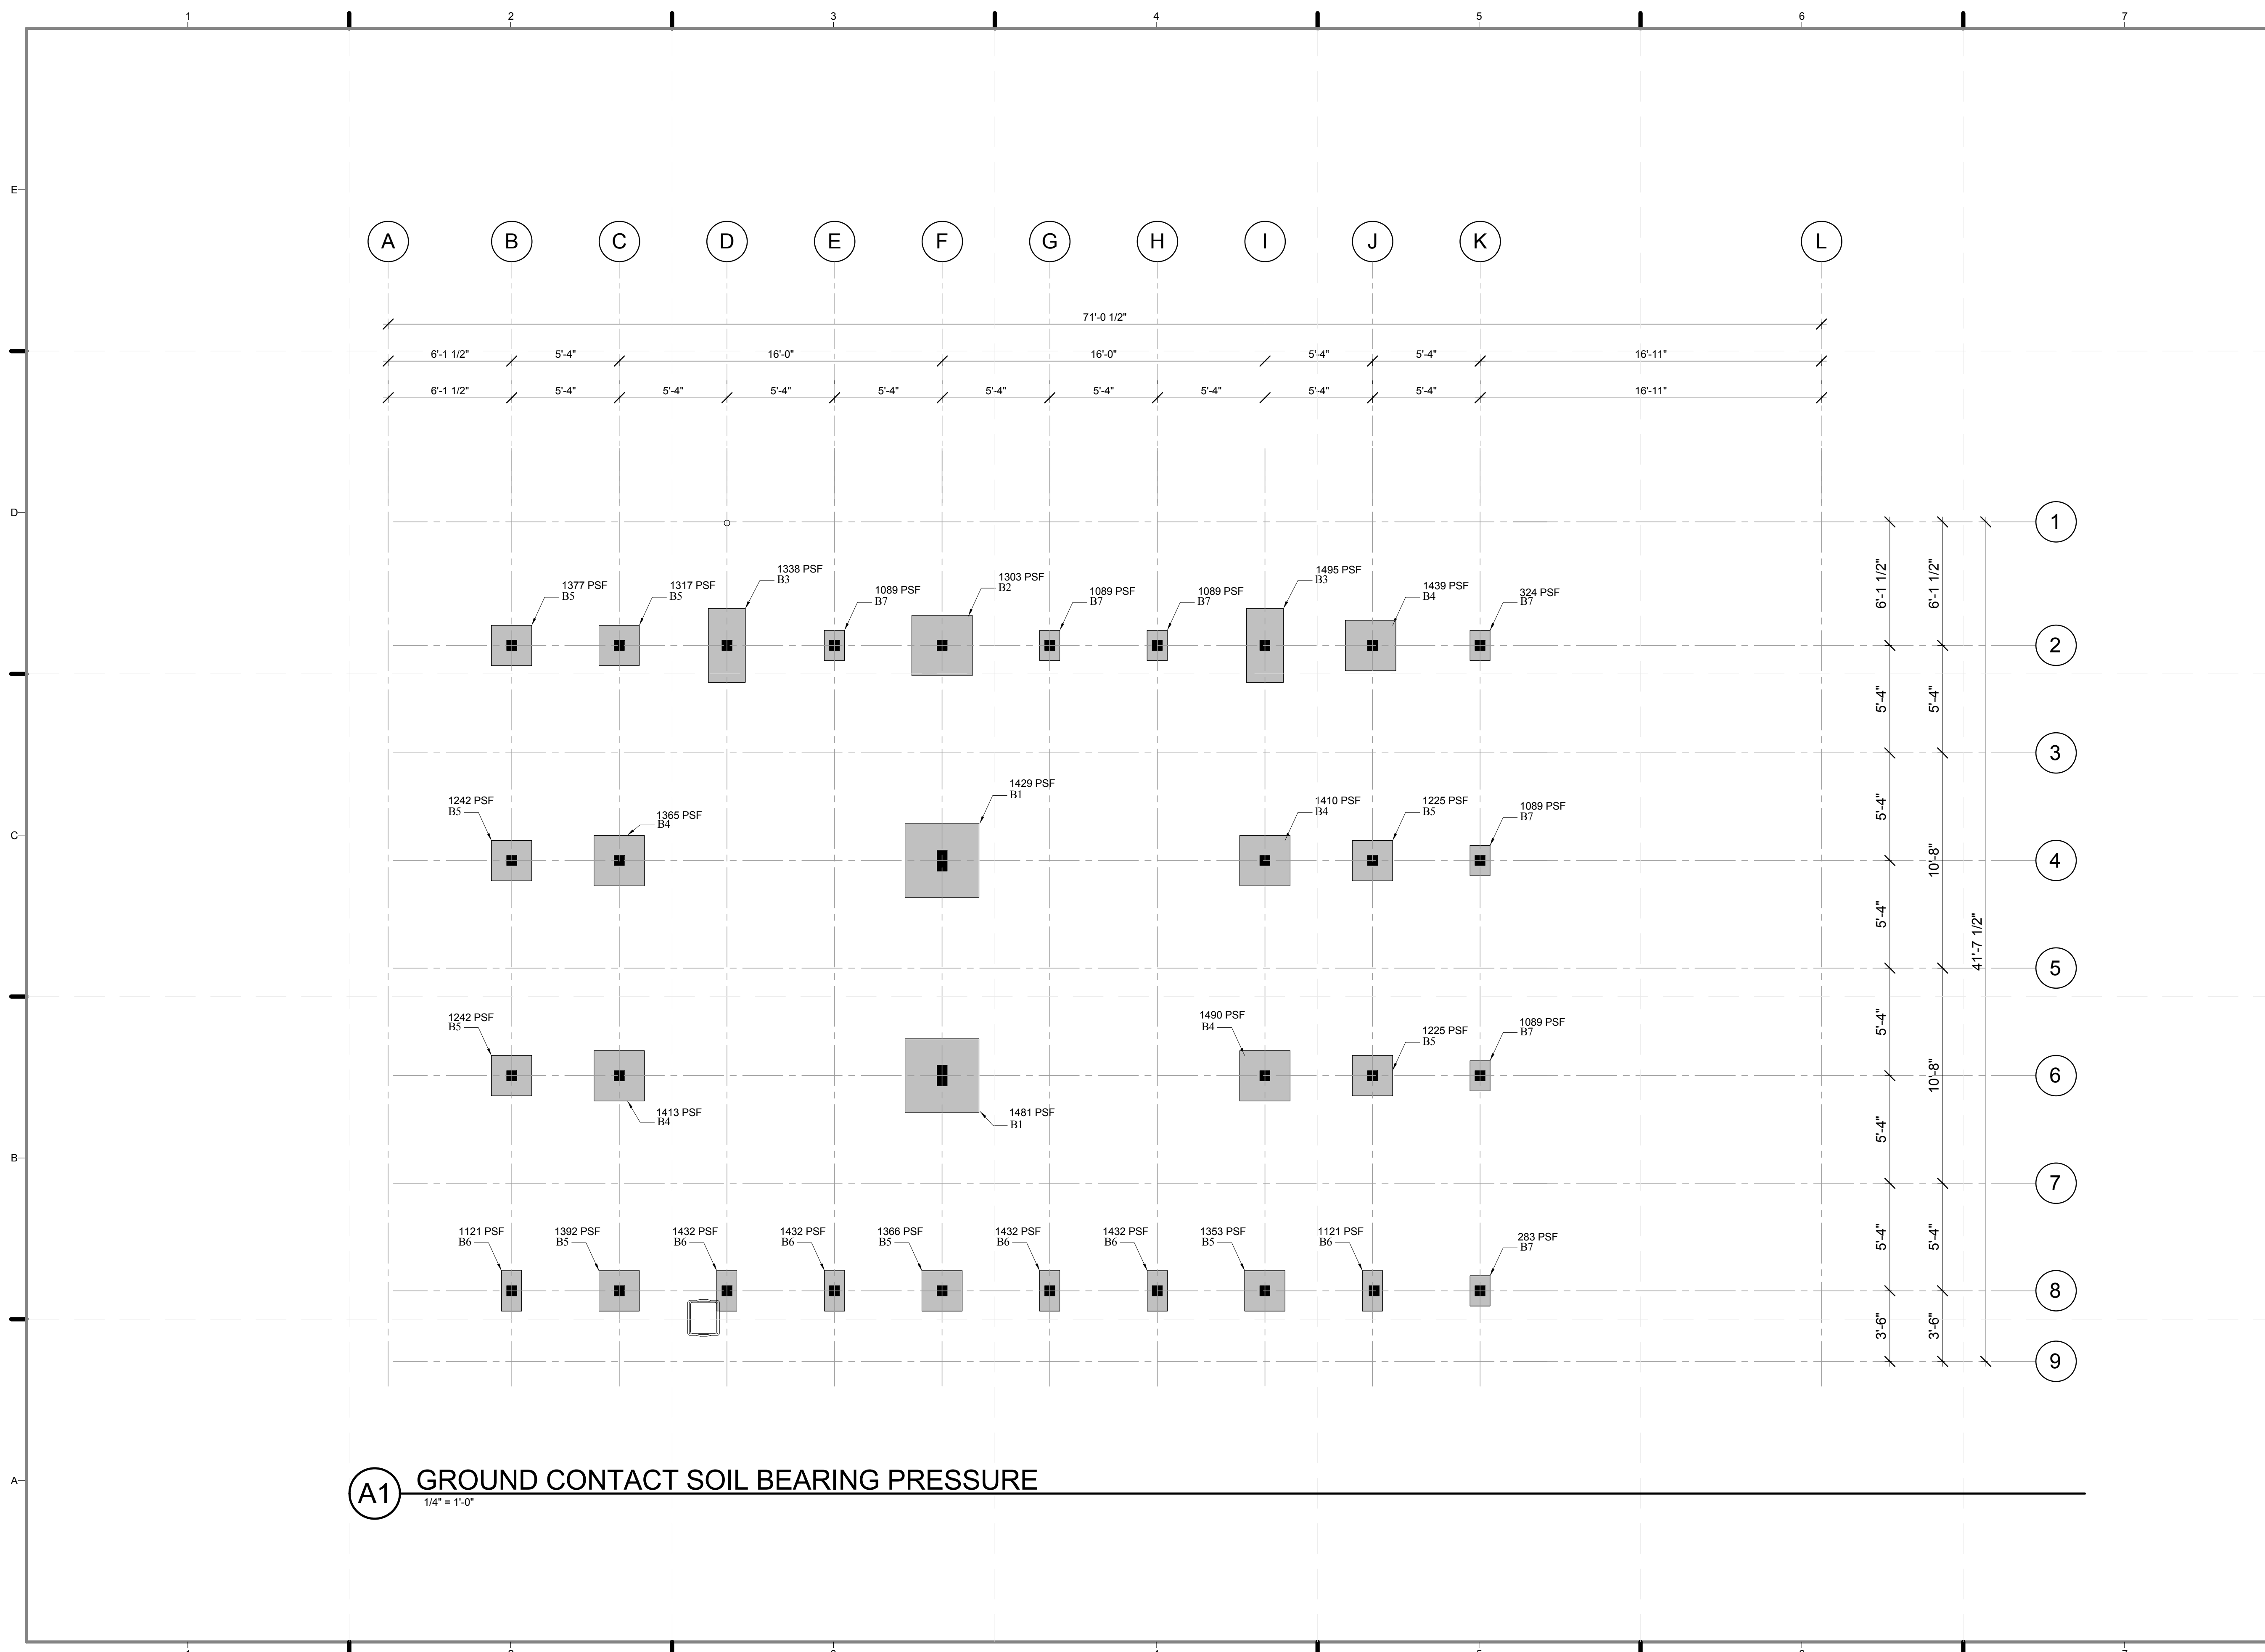 1 2 3 4 5 6 7
E
A B C D E F G H I J K L
71'-0 1/2"
6'-1 1/2" 5'-4" 16'-0" 16'-0" 5'-4" 5'-4" 16'-11"
6'-1 1/2" 5'-4" 5'-4" 5'-4" 5'-4" 5'-4" 5'-4" 5'-4" 5'-4" 5'-4" 16'-11"
D
1
6'-1 1/2" 6'-1 1/2"
1377 PSF
B5
1317 PSF
B5
1338 PSF
B3
1089 PSF
B7
1303 PSF
B2
1089 PSF
B7
1089 PSF
B7
1495 PSF
B3
1439 PSF
B4
324 PSF
B7
2
5'-4" 5'-4"
3
5'-4"
1242 PSF
B5
1365 PSF
B4
1429 PSF
B1
1410 PSF
B4
1225 PSF
B5
1089 PSF
B7
C
10'-8"
4
5'-4"
41'-7 1/2"
5
5'-4"
1242 PSF
B5
1413 PSF
B4
1481 PSF
B1
1490 PSF
B4
1225 PSF
B5
1089 PSF
B7
10'-8"
6
5'-4"
B
7
5'-4" 5'-4"
1121 PSF
B6
1392 PSF
B5
1432 PSF
B6
1432 PSF
B6
1366 PSF
B5
1432 PSF
B6
1432 PSF
B6
1353 PSF
B5
1121 PSF
B6
283 PSF
B7
8
3'-6" 3'-6"
9
A
A1 GROUND CONTACT SOIL BEARING PRESSURE
1/4" = 1'-0"